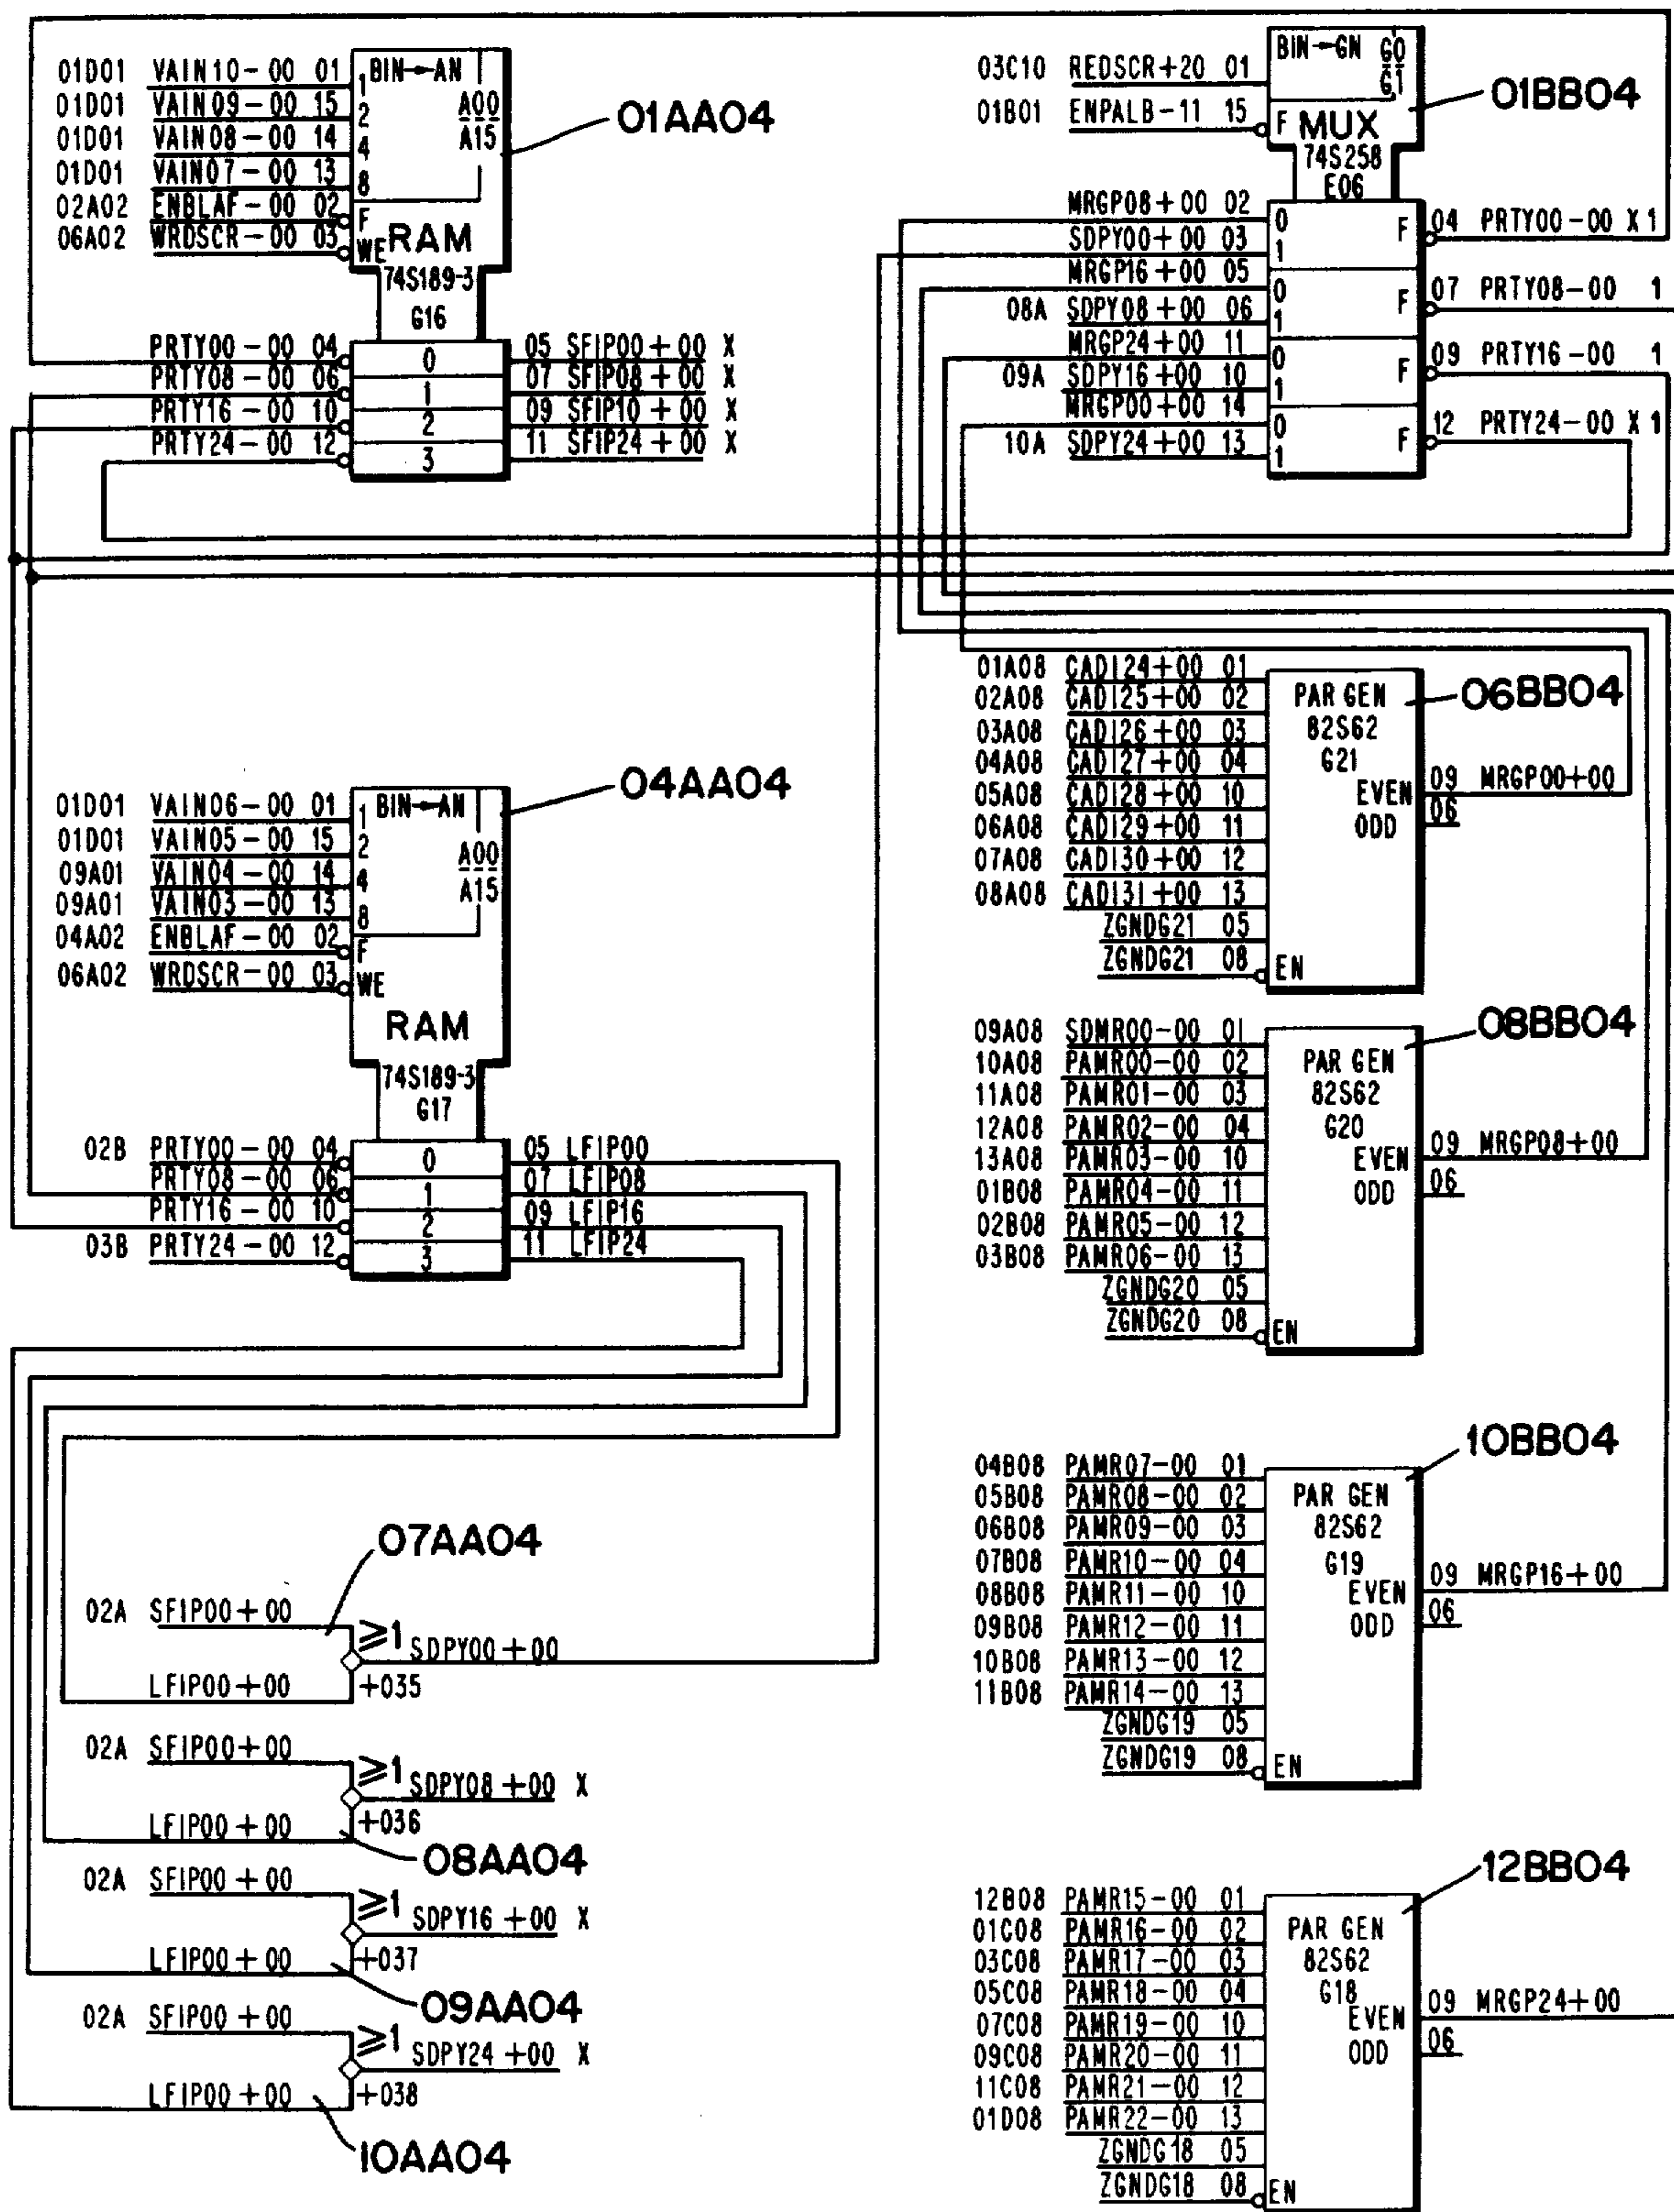 01D01 VAIN10-00 01
01D01 VAIN09-00 15
01D01 VAIN08-00 14
01D01 VAIN07-00 13
02A02 ENBLAF-00 02
06A02 WRDSCR-00 03
1 BIN→AN
2
4
8
A00
A15
F
WE RAM
74S189-3
G16
01AA04
PRTY00-00 04
PRTY08-00 06
PRTY16-00 10
PRTY24-00 12
0
1
2
3
05 SFIP00+00 X
07 SFIP08+00 X
09 SFIP10+00 X
11 SFIP24+00 X
03C10 REDSCR+20 01
01B01 ENPALB-11 15
BIN→GN G0
G1
F MUX
74S258
E06
01BB04
MRGP08+00 02
SDPY00+00 03
MRGP16+00 05
08A SDPY08+00 06
MRGP24+00 11
09A SDPY16+00 10
MRGP00+00 14
10A SDPY24+00 13
0
1
0
1
0
1
0
1
F
F
F
F
04 PRTY00-00 X 1
07 PRTY08-00 1
09 PRTY16-00 1
12 PRTY24-00 X 1
01D01 VAIN06-00 01
01D01 VAIN05-00 15
09A01 VAIN04-00 14
09A01 VAIN03-00 13
04A02 ENBLAF-00 02
06A02 WRDSCR-00 03
1 BIN→AN
2
4
8
A00
A15
F
WE
RAM
74S189-3
G17
04AA04
02B PRTY00-00 04
PRTY08-00 06
PRTY16-00 10
03B PRTY24-00 12
0
1
2
3
05 LFIP00
07 LFIP08
09 LFIP16
11 LFIP24
01A08 CADI24+00 01
02A08 CADI25+00 02
03A08 CADI26+00 03
04A08 CADI27+00 04
05A08 CADI28+00 10
06A08 CADI29+00 11
07A08 CADI30+00 12
08A08 CADI31+00 13
ZGNDG21 05
ZGNDG21 08
PAR GEN
82S62
G21
EVEN
ODD
EN
09 MRGP00+00
06
06BB04
09A08 SDMR00-00 01
10A08 PAMR00-00 02
11A08 PAMR01-00 03
12A08 PAMR02-00 04
13A08 PAMR03-00 10
01B08 PAMR04-00 11
02B08 PAMR05-00 12
03B08 PAMR06-00 13
ZGNDG20 05
ZGNDG20 08
PAR GEN
82S62
G20
EVEN
ODD
EN
09 MRGP08+00
06
08BB04
04B08 PAMR07-00 01
05B08 PAMR08-00 02
06B08 PAMR09-00 03
07B08 PAMR10-00 04
08B08 PAMR11-00 10
09B08 PAMR12-00 11
10B08 PAMR13-00 12
11B08 PAMR14-00 13
ZGNDG19 05
ZGNDG19 08
PAR GEN
82S62
G19
EVEN
ODD
EN
09 MRGP16+00
06
10BB04
07AA04
02A SFIP00+00
≥1 SDPY00+00
LFIP00+00 +035
02A SFIP00+00
≥1 SDPY08+00 X
LFIP00+00 +036
08AA04
02A SFIP00+00
≥1 SDPY16+00 X
LFIP00+00 +037
09AA04
02A SFIP00+00
≥1 SDPY24+00 X
LFIP00+00 +038
10AA04
12B08 PAMR15-00 01
01C08 PAMR16-00 02
03C08 PAMR17-00 03
05C08 PAMR18-00 04
07C08 PAMR19-00 10
09C08 PAMR20-00 11
11C08 PAMR21-00 12
01D08 PAMR22-00 13
ZGNDG18 05
ZGNDG18 08
PAR GEN
82S62
G18
EVEN
ODD
EN
09 MRGP24+00
06
12BB04